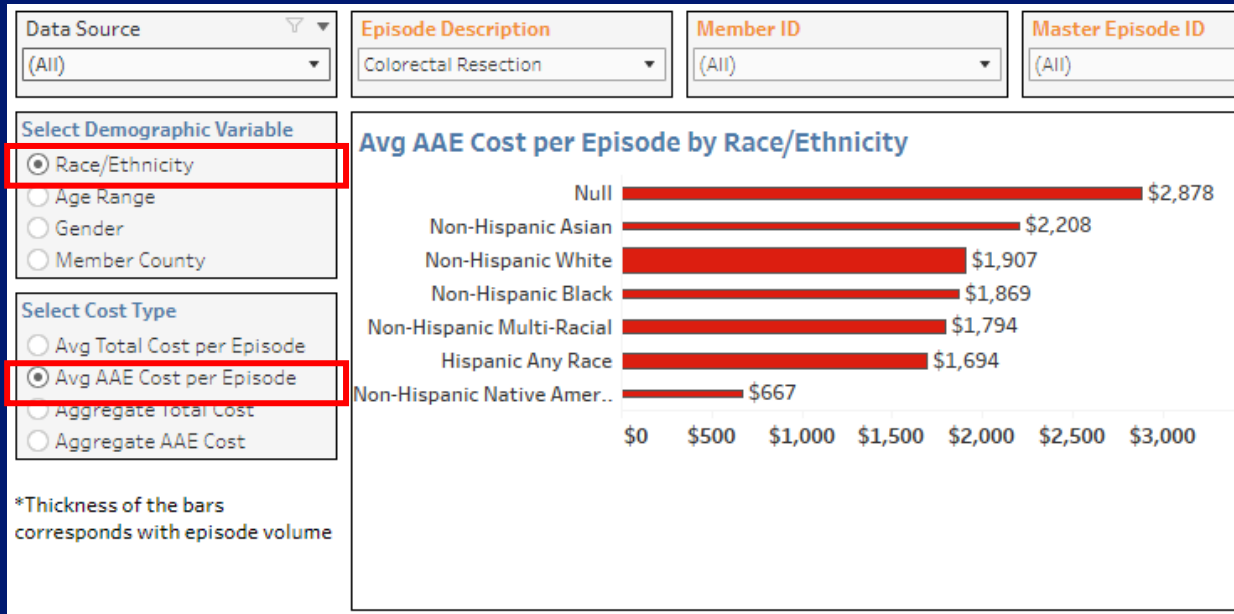 Data Source
(All)
Episode Description
Colorectal Resection
Member ID
(All)
Master Episode ID
(All)
Select Demographic Variable
Race/Ethnicity
Age Range
Gender
Member County
Select Cost Type
Avg Total Cost per Episode
Avg AAE Cost per Episode
Aggregate Total Cost
Aggregate AAE Cost
*Thickness of the bars
corresponds with episode volume
Avg AAE Cost per Episode by Race/Ethnicity
Null $2,878
Non-Hispanic Asian $2,208
Non-Hispanic White $1,907
Non-Hispanic Black $1,869
Non-Hispanic Multi-Racial $1,794
Hispanic Any Race $1,694
Non-Hispanic Native Amer.. $667
$0 $500 $1,000 $1,500 $2,000 $2,500 $3,000